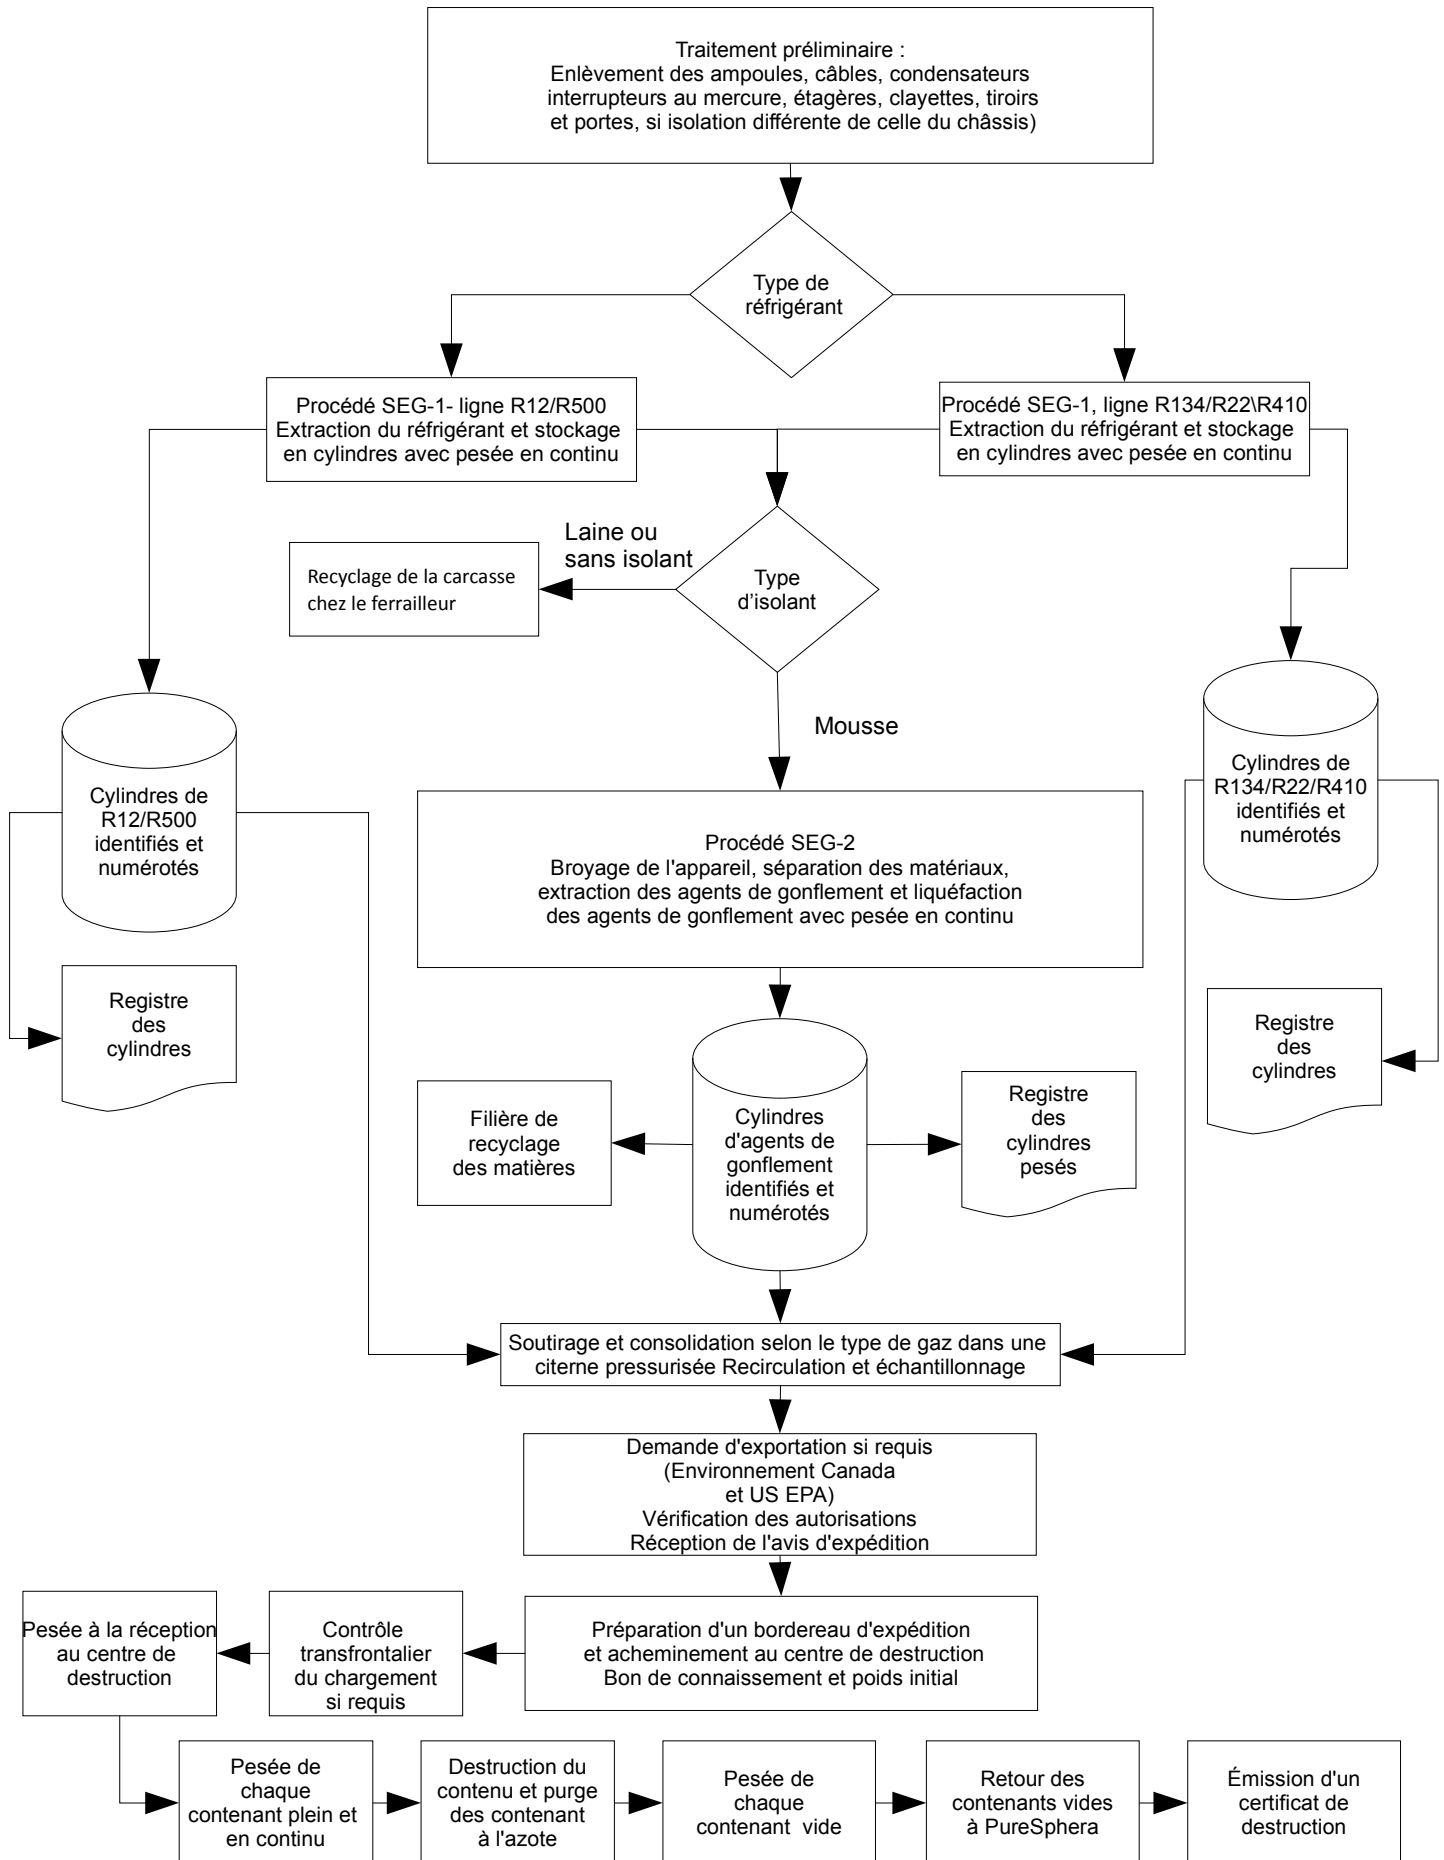 Traitement préliminaire :
Enlèvement des ampoules, câbles, condensateurs
interrupteurs au mercure, étagères, clayettes, tiroirs
et portes, si isolation différente de celle du châssis)
Type de
réfrigérant
Procédé SEG-1- ligne R12/R500
Extraction du réfrigérant et stockage
en cylindres avec pesée en continu
Procédé SEG-1, ligne R134/R22\R410
Extraction du réfrigérant et stockage
en cylindres avec pesée en continu
Laine ou
sans isolant
Recyclage de la carcasse
chez le ferrailleur
Type
d’isolant
Mousse
Cylindres de
R12/R500
identifiés et
numérotés
Cylindres de
R134/R22/R410
identifiés et
numérotés
Procédé SEG-2
Broyage de l'appareil, séparation des matériaux,
extraction des agents de gonflement et liquéfaction
des agents de gonflement avec pesée en continu
Registre
des
cylindres
Registre
des
cylindres
Filière de
recyclage
des matières
Cylindres
d'agents de
gonflement
identifiés et
numérotés
Registre
des
cylindres
pesés
Soutirage et consolidation selon le type de gaz dans une
citerne pressurisée Recirculation et échantillonnage
Demande d'exportation si requis
(Environnement Canada
et US EPA)
Vérification des autorisations
Réception de l'avis d'expédition
Pesée à la réception
au centre de
destruction
Contrôle
transfrontalier
du chargement
si requis
Préparation d'un bordereau d'expédition
et acheminement au centre de destruction
Bon de connaissement et poids initial
Pesée de
chaque
contenant plein et
en continu
Destruction du
contenu et purge
des contenant
à l'azote
Pesée de
chaque
contenant vide
Retour des
contenants vides
à PureSphera
Émission d'un
certificat de
destruction